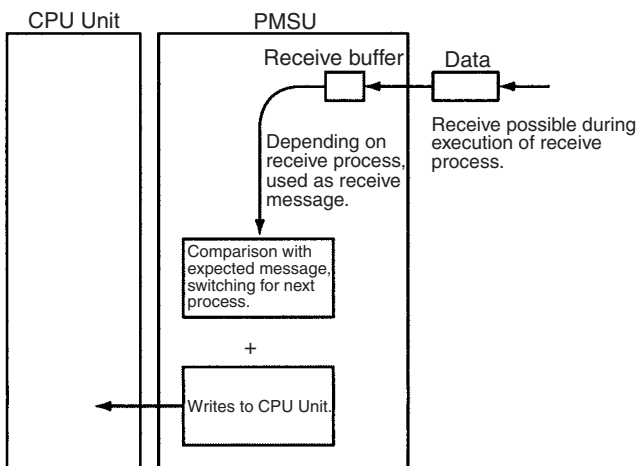 CPU Unit
PMSU
Receive buffer
Data
Receive possible during
execution of receive
process.
Depending on
receive process,
used as receive
message.
Comparison with
expected message,
switching for next
process.
+
Writes to CPU Unit.